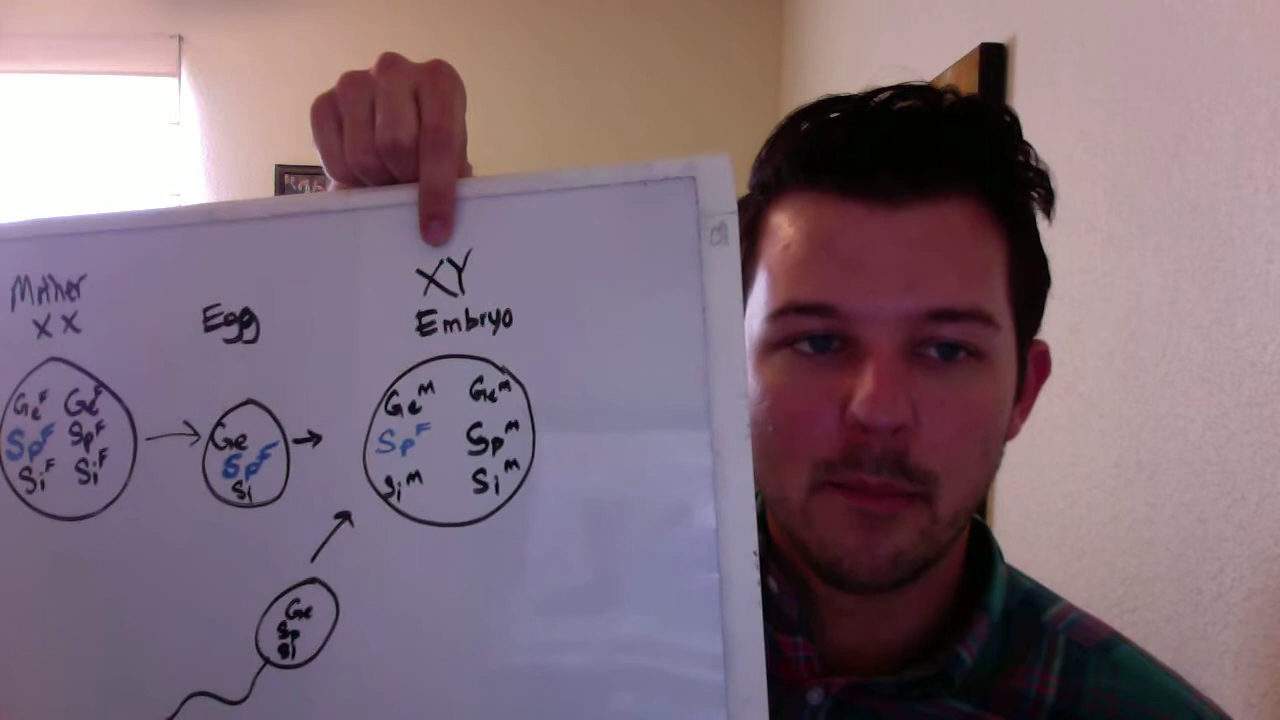 Mother
XX
Egg
XY
Embryo
Ge^F Ge^F
Sp^F Sp^F
Si^F Si^F
Ge
Sp^F
Si
Ge^M Ge^M
Sp^F Sp^M
Si^M Si^M
Ge
Sp
Si